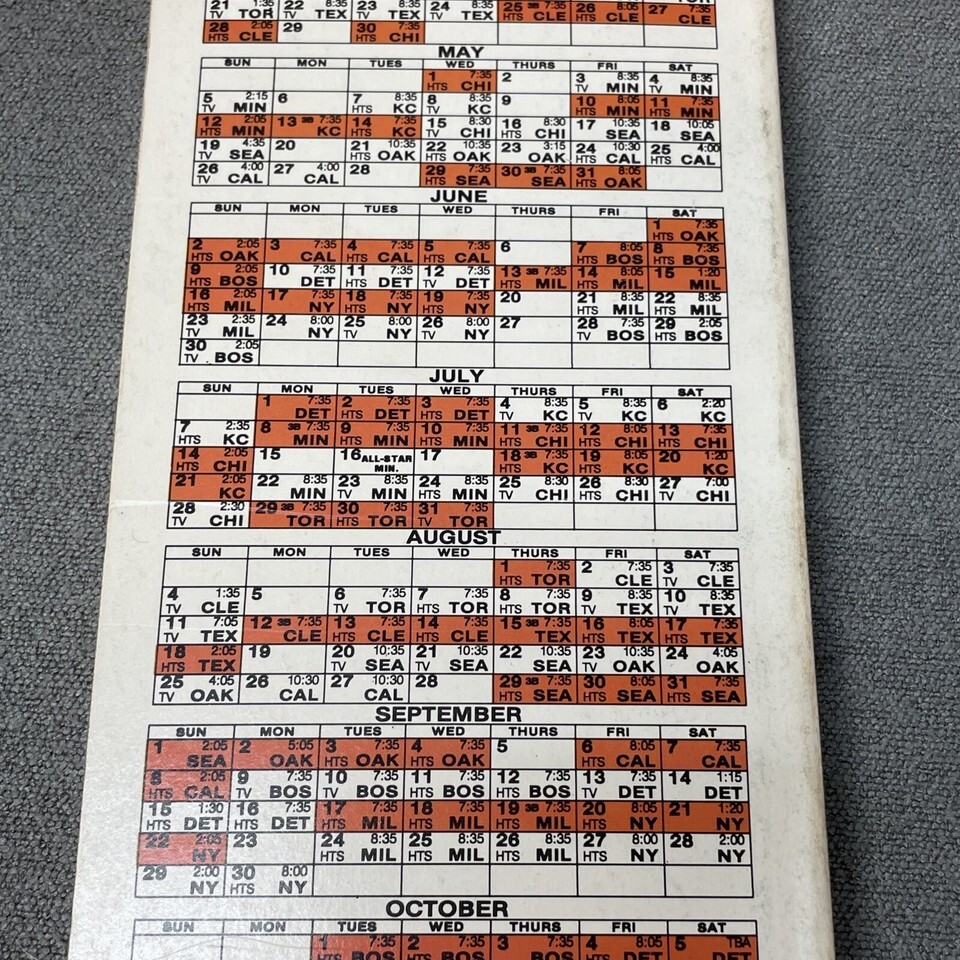 TOR
21 1:35 22 8:35 23 8:35 24 8:35 25 3B 7:35 26 8:05 27 7:35
TV TOR TV TEX TV TEX TV TEX HTS CLE HTS CLE CLE
28 2:05 29 30 7:35
HTS CLE HTS CHI
MAY
SUN MON TUES WED THURS FRI SAT
1 7:35 2 3 8:35 4 8:35
HTS CHI TV MIN TV MIN
5 2:15 6 7 8:35 8 8:35 9 10 8:05 11 7:35
TV MIN HTS KC TV KC HTS MIN HTS MIN
12 2:05 13 3B 7:35 14 7:35 15 8:30 16 8:30 17 10:35 18 10:05
HTS MIN KC HTS KC TV CHI HTS CHI SEA SEA
19 4:35 20 21 10:35 22 10:35 23 3:15 24 10:30 25 4:00
TV SEA HTS OAK HTS OAK OAK HTS CAL TV CAL
26 4:00 27 4:00 28 29 7:35 30 3B 7:35 31 8:05
TV CAL TV CAL HTS SEA SEA HTS OAK
JUNE
SUN MON TUES WED THURS FRI SAT
1 7:35
HTS OAK
2 2:05 3 7:35 4 7:35 5 7:35 6 7 8:05 8 7:35
HTS OAK CAL HTS CAL HTS CAL HTS BOS HTS BOS
9 2:05 10 7:35 11 7:35 12 7:35 13 3B 7:35 14 8:05 15 1:20
HTS BOS DET HTS DET TV DET HTS MIL HTS MIL MIL
16 2:05 17 7:35 18 7:35 19 7:35 20 21 8:35 22 8:35
HTS MIL HTS NY HTS NY HTS NY HTS MIL HTS MIL
23 2:35 24 8:00 25 8:00 26 8:00 27 28 7:35 29 2:05
TV MIL NY TV NY TV NY TV BOS HTS BOS
30 2:05
TV BOS
JULY
SUN MON TUES WED THURS FRI SAT
1 7:35 2 7:35 3 7:35 4 8:35 5 8:35 6 2:20
DET HTS DET HTS DET TV KC TV KC KC
7 2:35 8 3B 7:35 9 7:35 10 7:35 11 3B 7:35 12 8:05 13 7:35
HTS KC MIN HTS MIN HTS MIN HTS CHI HTS CHI HTS CHI
14 2:05 15 16 ALL-STAR 17 18 3B 7:35 19 8:05 20 1:20
HTS CHI MIN. HTS KC HTS KC KC
21 2:05 22 8:35 23 8:35 24 8:35 25 8:30 26 8:30 27 7:00
HTS KC MIN TV MIN HTS MIN TV CHI HTS CHI TV CHI
28 2:30 29 3B 7:35 30 7:35 31 7:35
TV CHI HTS TOR HTS TOR TV TOR
AUGUST
SUN MON TUES WED THURS FRI SAT
1 7:35 2 7:35 3 7:35
HTS TOR CLE TV CLE
4 1:35 5 6 7:35 7 7:35 8 7:35 9 8:35 10 8:35
TV CLE TV TOR HTS TOR HTS TOR TV TEX TV TEX
11 7:05 12 3B 7:35 13 7:35 14 7:35 15 3B 7:35 16 8:05 17 7:35
TV TEX CLE HTS CLE HTS CLE TEX HTS TEX HTS TEX
18 2:05 19 20 10:35 21 10:35 22 10:35 23 10:35 24 4:05
HTS TEX TV SEA TV SEA SEA TV OAK OAK
25 4:05 26 10:30 27 10:30 28 29 3B 7:35 30 8:05 31 7:35
TV OAK CAL CAL HTS SEA HTS SEA HTS SEA
SEPTEMBER
SUN MON TUES WED THURS FRI SAT
1 2:05 2 5:05 3 7:35 4 7:35 5 6 8:05 7 7:35
SEA OAK HTS OAK HTS OAK HTS CAL CAL
8 2:05 9 7:35 10 7:35 11 7:35 12 7:35 13 7:35 14 1:15
HTS CAL TV BOS TV BOS HTS BOS HTS BOS TV DET DET
15 1:30 16 7:35 17 7:35 18 7:35 19 3B 7:35 20 8:05 21 1:20
HTS DET HTS DET HTS MIL HTS MIL HTS MIL HTS NY NY
22 2:05 23 24 8:35 25 8:35 26 8:35 27 8:00 28 2:00
NY HTS MIL HTS MIL HTS MIL HTS NY NY
29 2:00 30 8:00
NY HTS NY
OCTOBER
SUN MON TUES WED THURS FRI SAT
1 7:35 2 7:35 3 7:35 4 8:05 5 TBA
BOS HTS BOS BOS DET DET